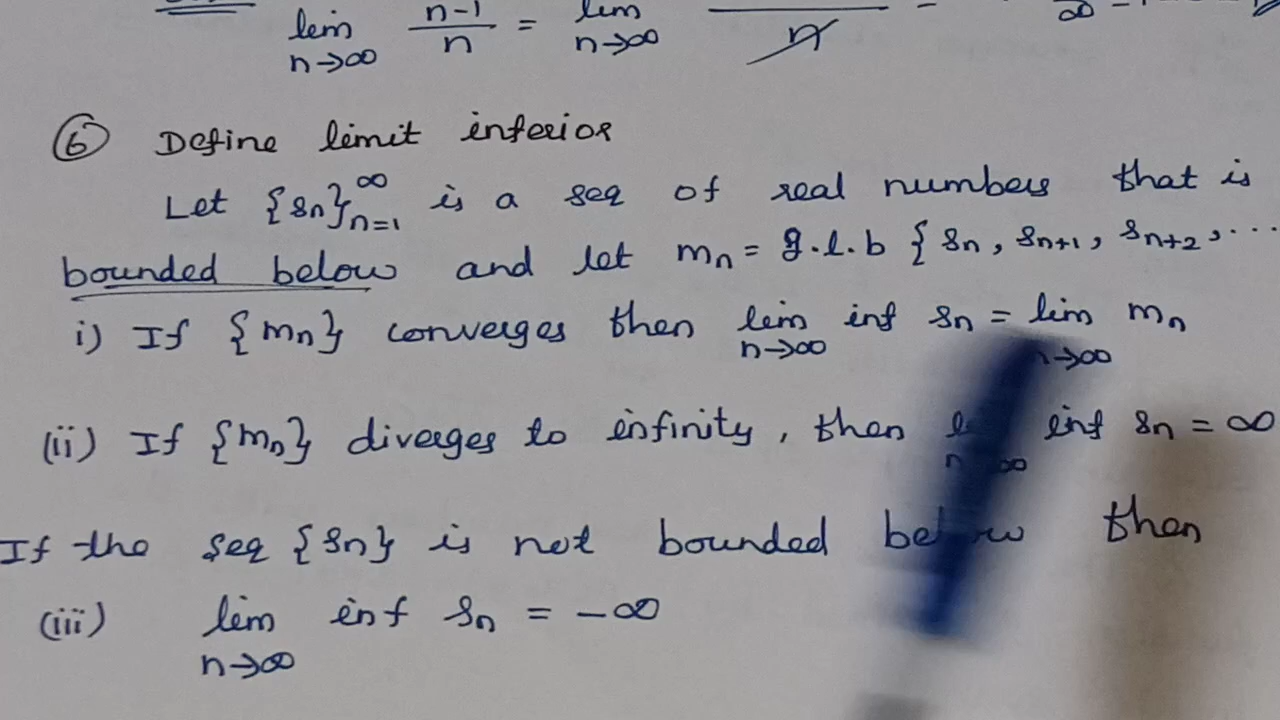 lim n→∞ n-1/n = lim n→∞ n =
⑥ Define limit inferior
Let {sn}∞n=1 is a seq of real numbers that is
bounded below and let mn = g.l.b {sn, sn+1, sn+2, ...
i) If {mn} converges then lim n→∞ inf sn = lim n→∞ mn
(ii) If {mn} diverges to infinity, then inf sn = ∞
If the seq {sn} is not bounded below then
(iii) lim n→∞ inf sn = -∞